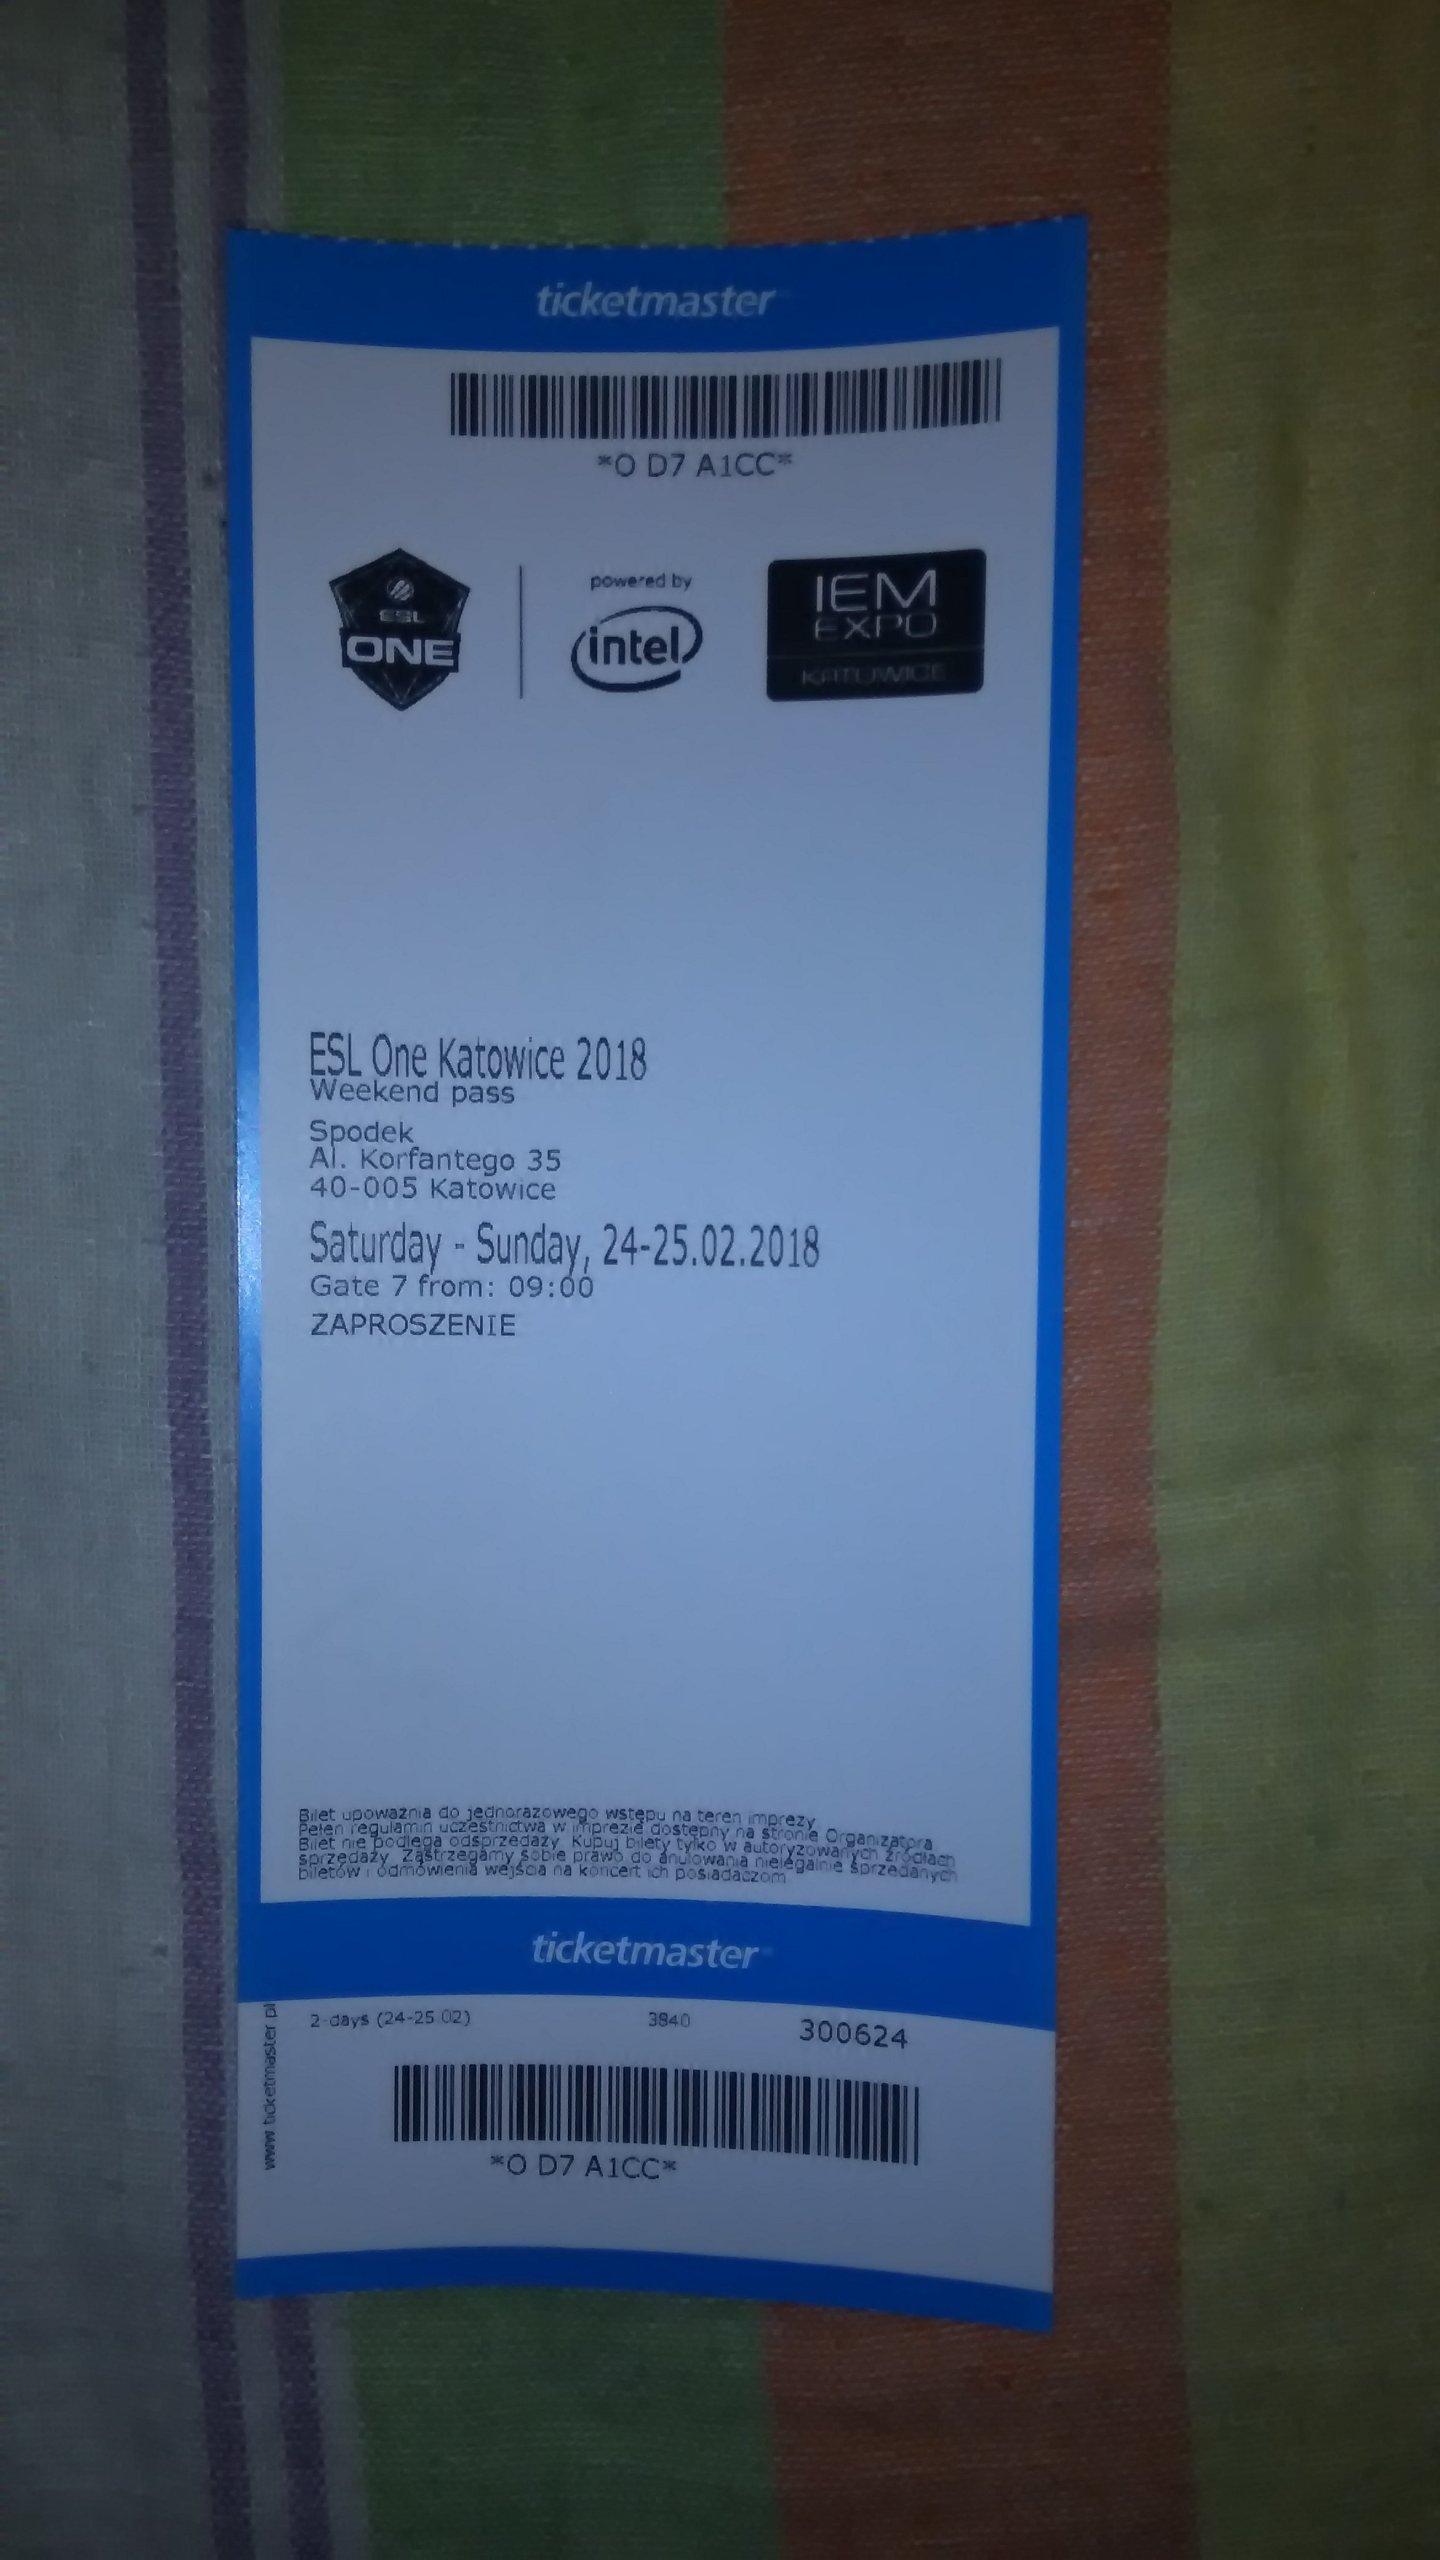 ticketmaster
*O D7 A1CC*
ESL
ONE
powered by
intel
IEM
EXPO
KATOWICE
ESL One Katowice 2018
Weekend pass
Spodek
Al. Korfantego 35
40-005 Katowice
Saturday - Sunday, 24-25.02.2018
Gate 7 from: 09:00
ZAPROSZENIE
Bilet upoważnia do jednorazowego wstępu na teren imprezy
Pełen regulamin uczestnictwa w imprezie dostępny na stronie Organizatora
Bilet nie podlega odsprzedaży. Kupuj bilety tylko w autoryzowanych źródłach
sprzedaży. Zastrzegamy sobie prawo do anulowania nielegalnie sprzedanych
biletów i odmówienia wejścia na koncert ich posiadaczom
ticketmaster
www.ticketmaster.pl
2-days (24-25.02) 3840 300624
*O D7 A1CC*